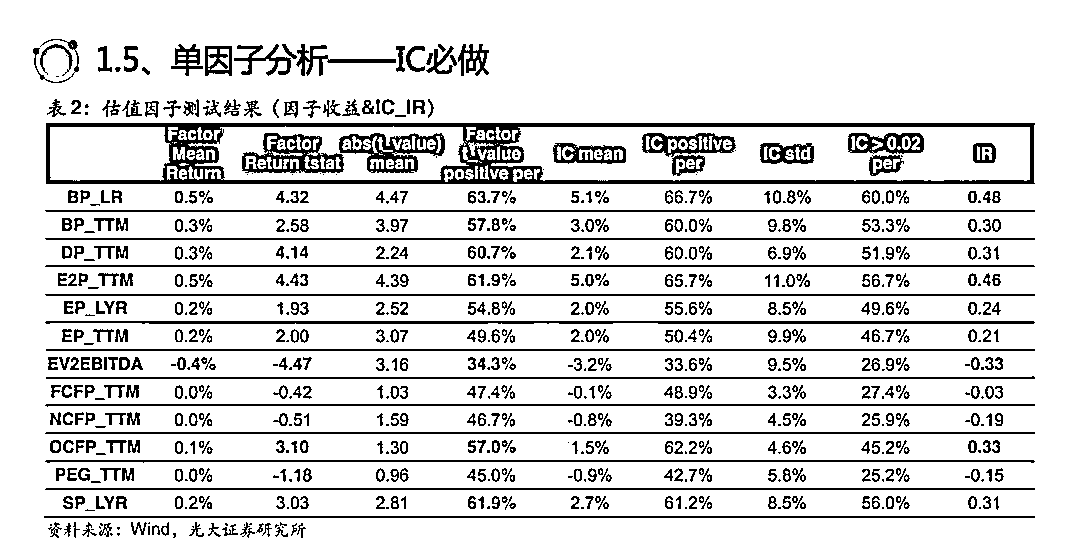 1.5、单因子分析——IC必做
表2：估值因子测试结果（因子收益&IC_IR）
Factor Mean Return Factor Return tstat abs(t_value) mean Factor t_value positive per IC mean IC positive per IC std IC > 0.02 per IR
BP_LR 0.5% 4.32 4.47 63.7% 5.1% 66.7% 10.8% 60.0% 0.48
BP_TTM 0.3% 2.58 3.97 57.8% 3.0% 60.0% 9.8% 53.3% 0.30
DP_TTM 0.3% 4.14 2.24 60.7% 2.1% 60.0% 6.9% 51.9% 0.31
E2P_TTM 0.5% 4.43 4.39 61.9% 5.0% 65.7% 11.0% 56.7% 0.46
EP_LYR 0.2% 1.93 2.52 54.8% 2.0% 55.6% 8.5% 49.6% 0.24
EP_TTM 0.2% 2.00 3.07 49.6% 2.0% 50.4% 9.9% 46.7% 0.21
EV2EBITDA -0.4% -4.47 3.16 34.3% -3.2% 33.6% 9.5% 26.9% -0.33
FCFP_TTM 0.0% -0.42 1.03 47.4% -0.1% 48.9% 3.3% 27.4% -0.03
NCFP_TTM 0.0% -0.51 1.59 46.7% -0.8% 39.3% 4.5% 25.9% -0.19
OCFP_TTM 0.1% 3.10 1.30 57.0% 1.5% 62.2% 4.6% 45.2% 0.33
PEG_TTM 0.0% -1.18 0.96 45.0% -0.9% 42.7% 5.8% 25.2% -0.15
SP_LYR 0.2% 3.03 2.81 61.9% 2.7% 61.2% 8.5% 56.0% 0.31
资料来源：Wind，光大证券研究所